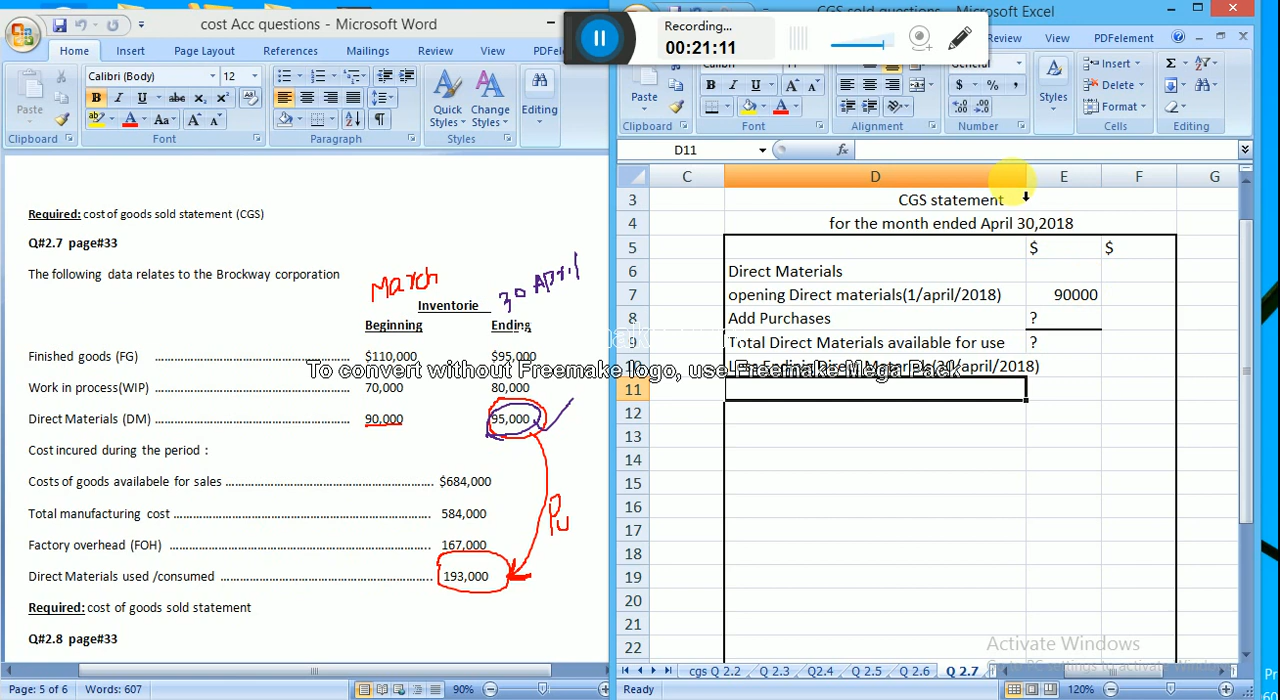 cost Acc questions - Microsoft Word
Recording...
00:21:11
CGS sold questions - Microsoft Excel
Home Insert Page Layout References Mailings Review View PDFEle
Review View PDFElement
Calibri (Body) 12
Paste
Quick Styles
Change Styles
Editing
Clipboard Font Paragraph Styles
Paste
General
Styles
Insert
Delete
Format
Clipboard Font Alignment Number Cells Editing
D11 fx
C D E F G
Required: cost of goods sold statement (CGS)
Q#2.7 page#33
The following data relates to the Brockway corporation
March
30 April
Inventorie
Beginning Ending
Finished goods (FG) $110,000 $95,000
Work in process(WIP) 70,000 80,000
Direct Materials (DM) 90,000 95,000
Cost incured during the period :
Costs of goods availabele for sales $684,000
Total manufacturing cost 584,000
Pu
Factory overhead (FOH) 167,000
Direct Materials used /consumed 193,000
Required: cost of goods sold statement
Q#2.8 page#33
3 CGS statement
4 for the month ended April 30,2018
5 $ $
6 Direct Materials
7 opening Direct materials(1/april/2018) 90000
8 Add Purchases ?
9 Total Direct Materials available for use ?
To convert without Freemake logo, use Freemake Mega Pack
11
12
13
14
15
16
17
18
19
20
21
22
Activate Windows
cgs Q 2.2 Q 2.3 Q2.4 Q 2.5 Q 2.6 Q 2.7
Page: 5 of 6 Words: 607 90%
Ready 120%